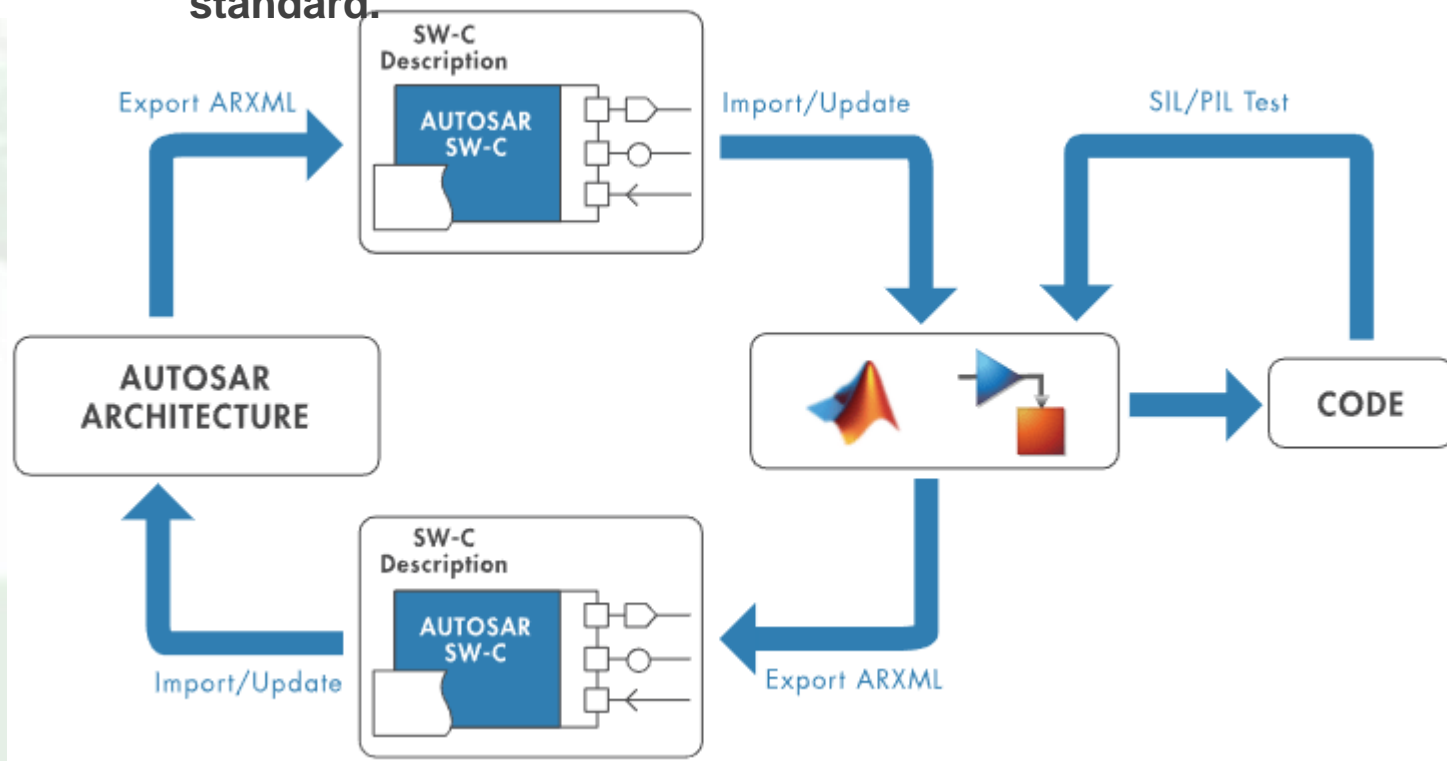 standard.
SW-C
Description
Export ARXML
AUTOSAR
SW-C
Import/Update
SIL/PIL Test
AUTOSAR
ARCHITECTURE
CODE
SW-C
Description
AUTOSAR
SW-C
Import/Update
Export ARXML